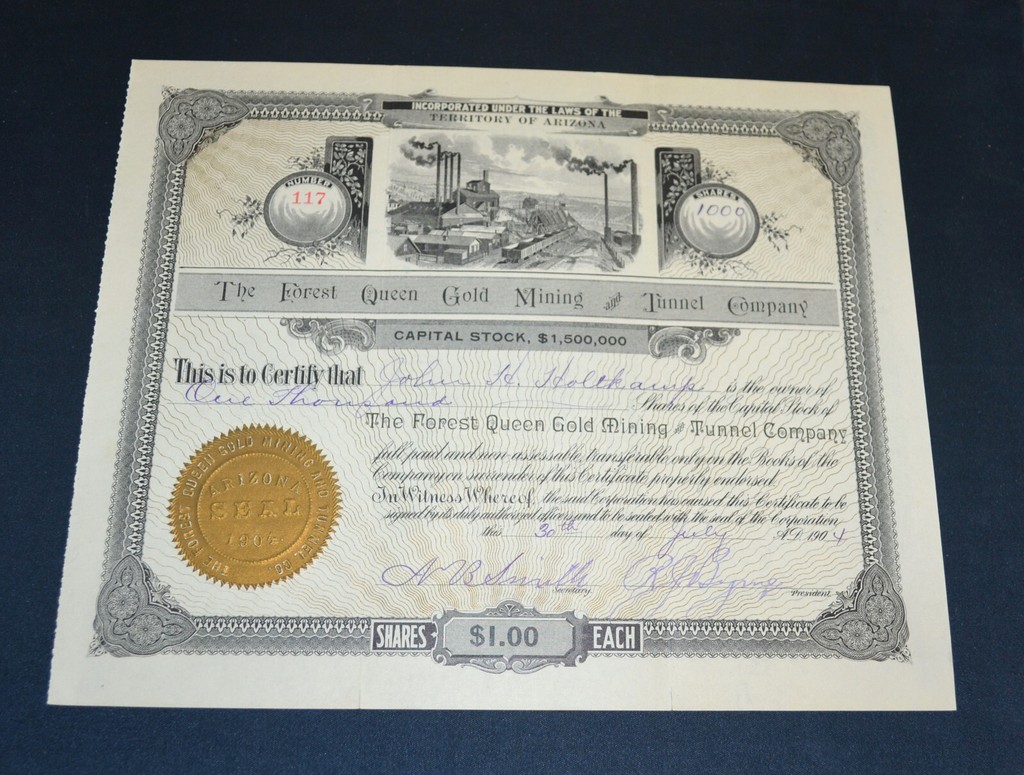 INCORPORATED UNDER THE LAWS OF THE
TERRITORY OF ARIZONA
NUMBER
117
SHARES
1000
The Forest Queen Gold Mining and Tunnel Company
CAPITAL STOCK, $1,500,000
This is to Certify that John H. Holtkamp is the owner of
One Thousand Shares of the Capital Stock of
The Forest Queen Gold Mining and Tunnel Company
full paid and non-assessable, transferable only on the Books of the
Company on surrender of this Certificate properly endorsed.
In Witness Whereof, the said Corporation has caused this Certificate to be
signed by its duly authorized officers and to be sealed with the seal of the Corporation
this 30th day of July A.D. 1904
THE FOREST QUEEN GOLD MINING AND TUNNEL CO
ARIZONA
SEAL
1904
A B Smith Secretary. R J Byrne President.
SHARES $1.00 EACH